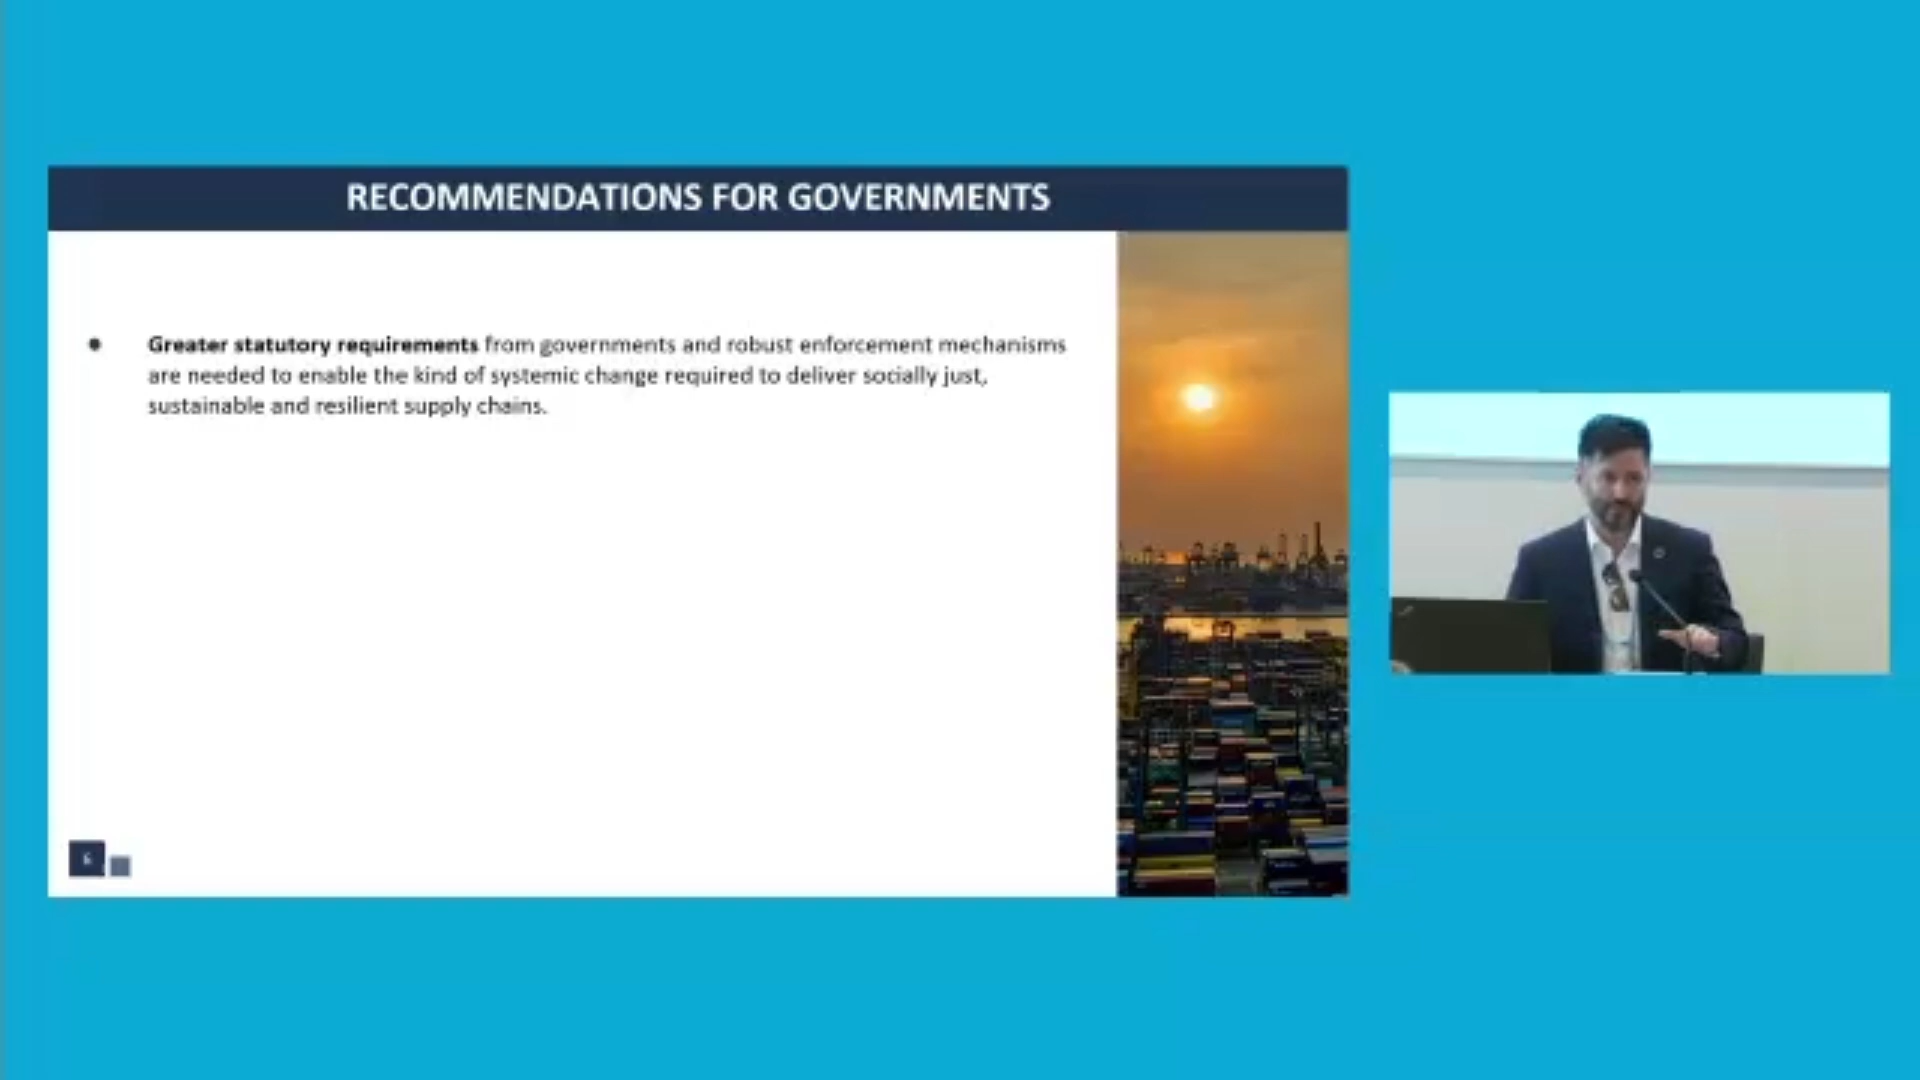 RECOMMENDATIONS FOR GOVERNMENTS
● Greater statutory requirements from governments and robust enforcement mechanisms
are needed to enable the kind of systemic change required to deliver socially just,
sustainable and resilient supply chains.